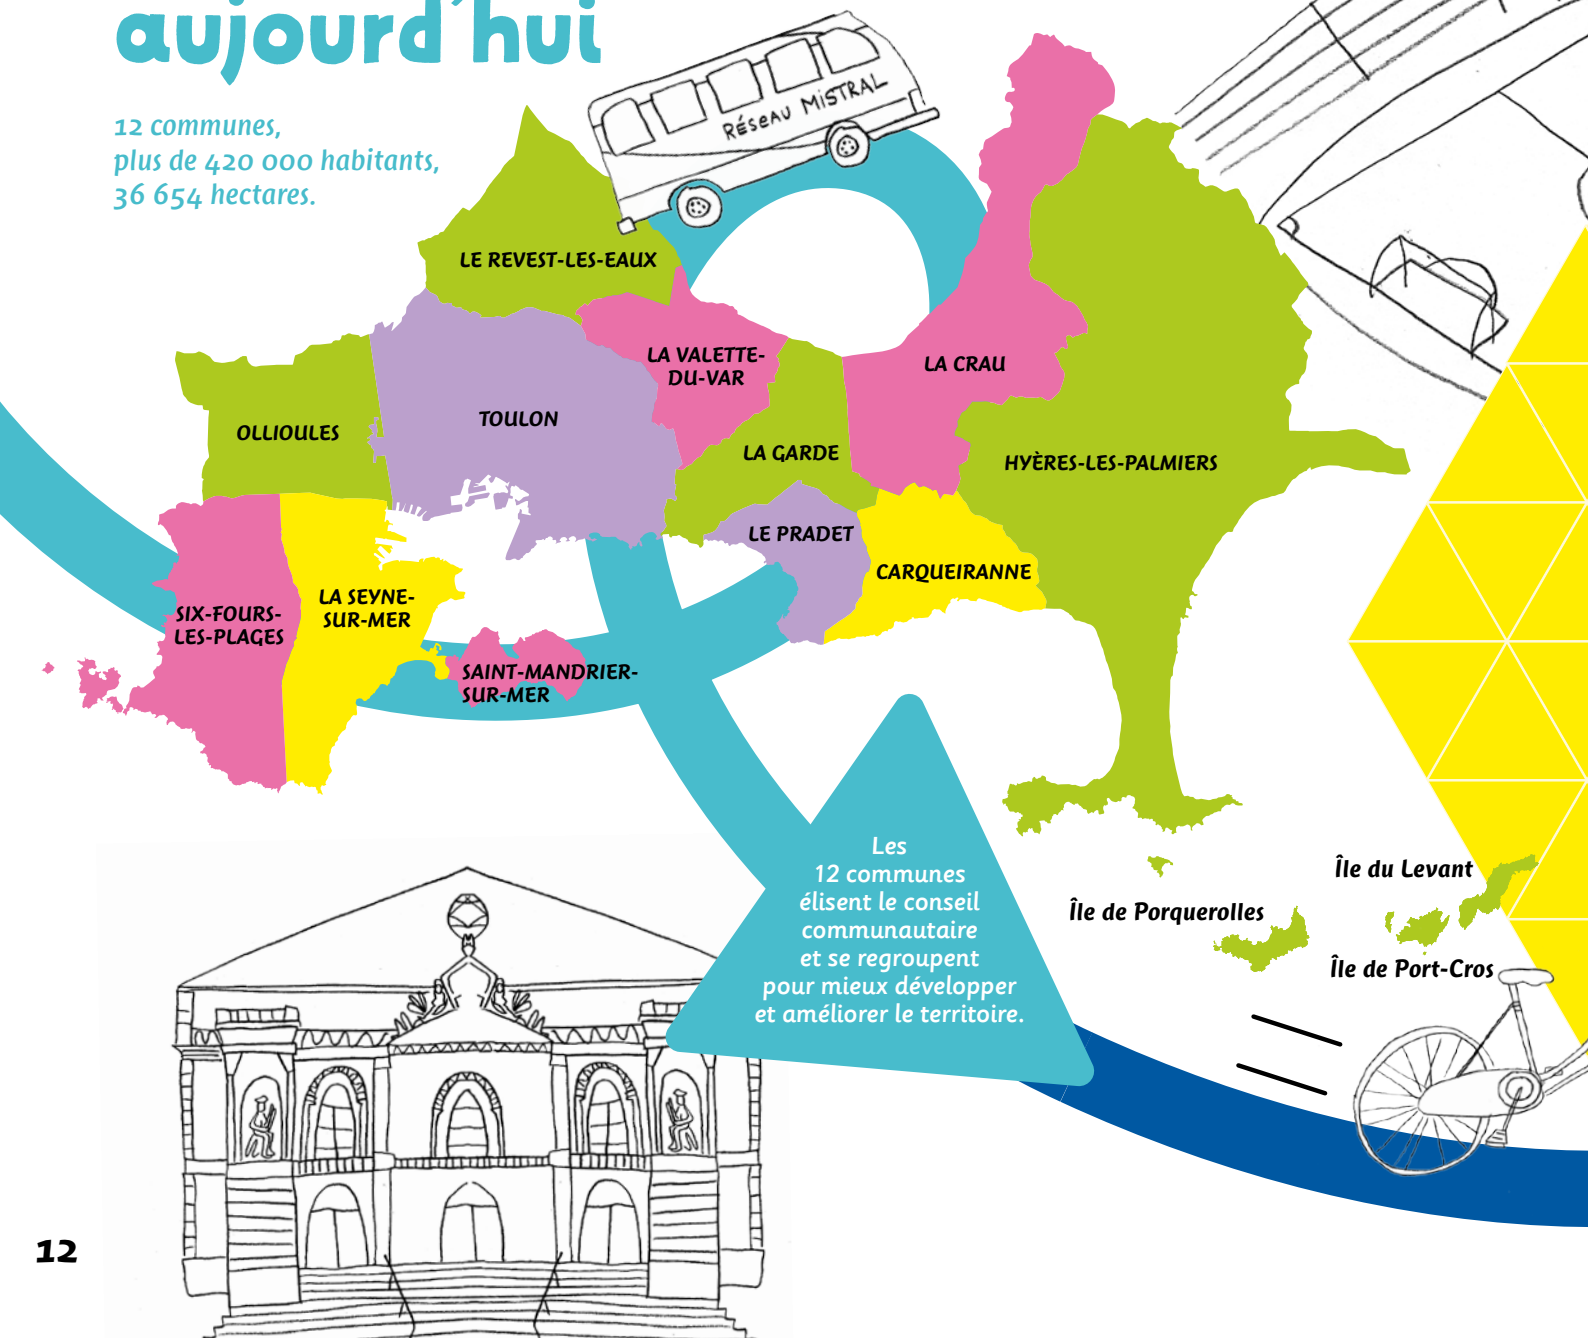 aujourd'hui
12 communes,
plus de 420 000 habitants,
36 654 hectares.
RÉSEAU MISTRAL
LE REVEST-LES-EAUX
LA VALETTE-
DU-VAR
LA CRAU
OLLIOULES
TOULON
LA GARDE
HYÈRES-LES-PALMIERS
LE PRADET
CARQUEIRANNE
SIX-FOURS-
LES-PLAGES
LA SEYNE-
SUR-MER
SAINT-MANDRIER-
SUR-MER
Les
12 communes
élisent le conseil
communautaire
et se regroupent
pour mieux développer
et améliorer le territoire.
Île du Levant
Île de Porquerolles
Île de Port-Cros
12